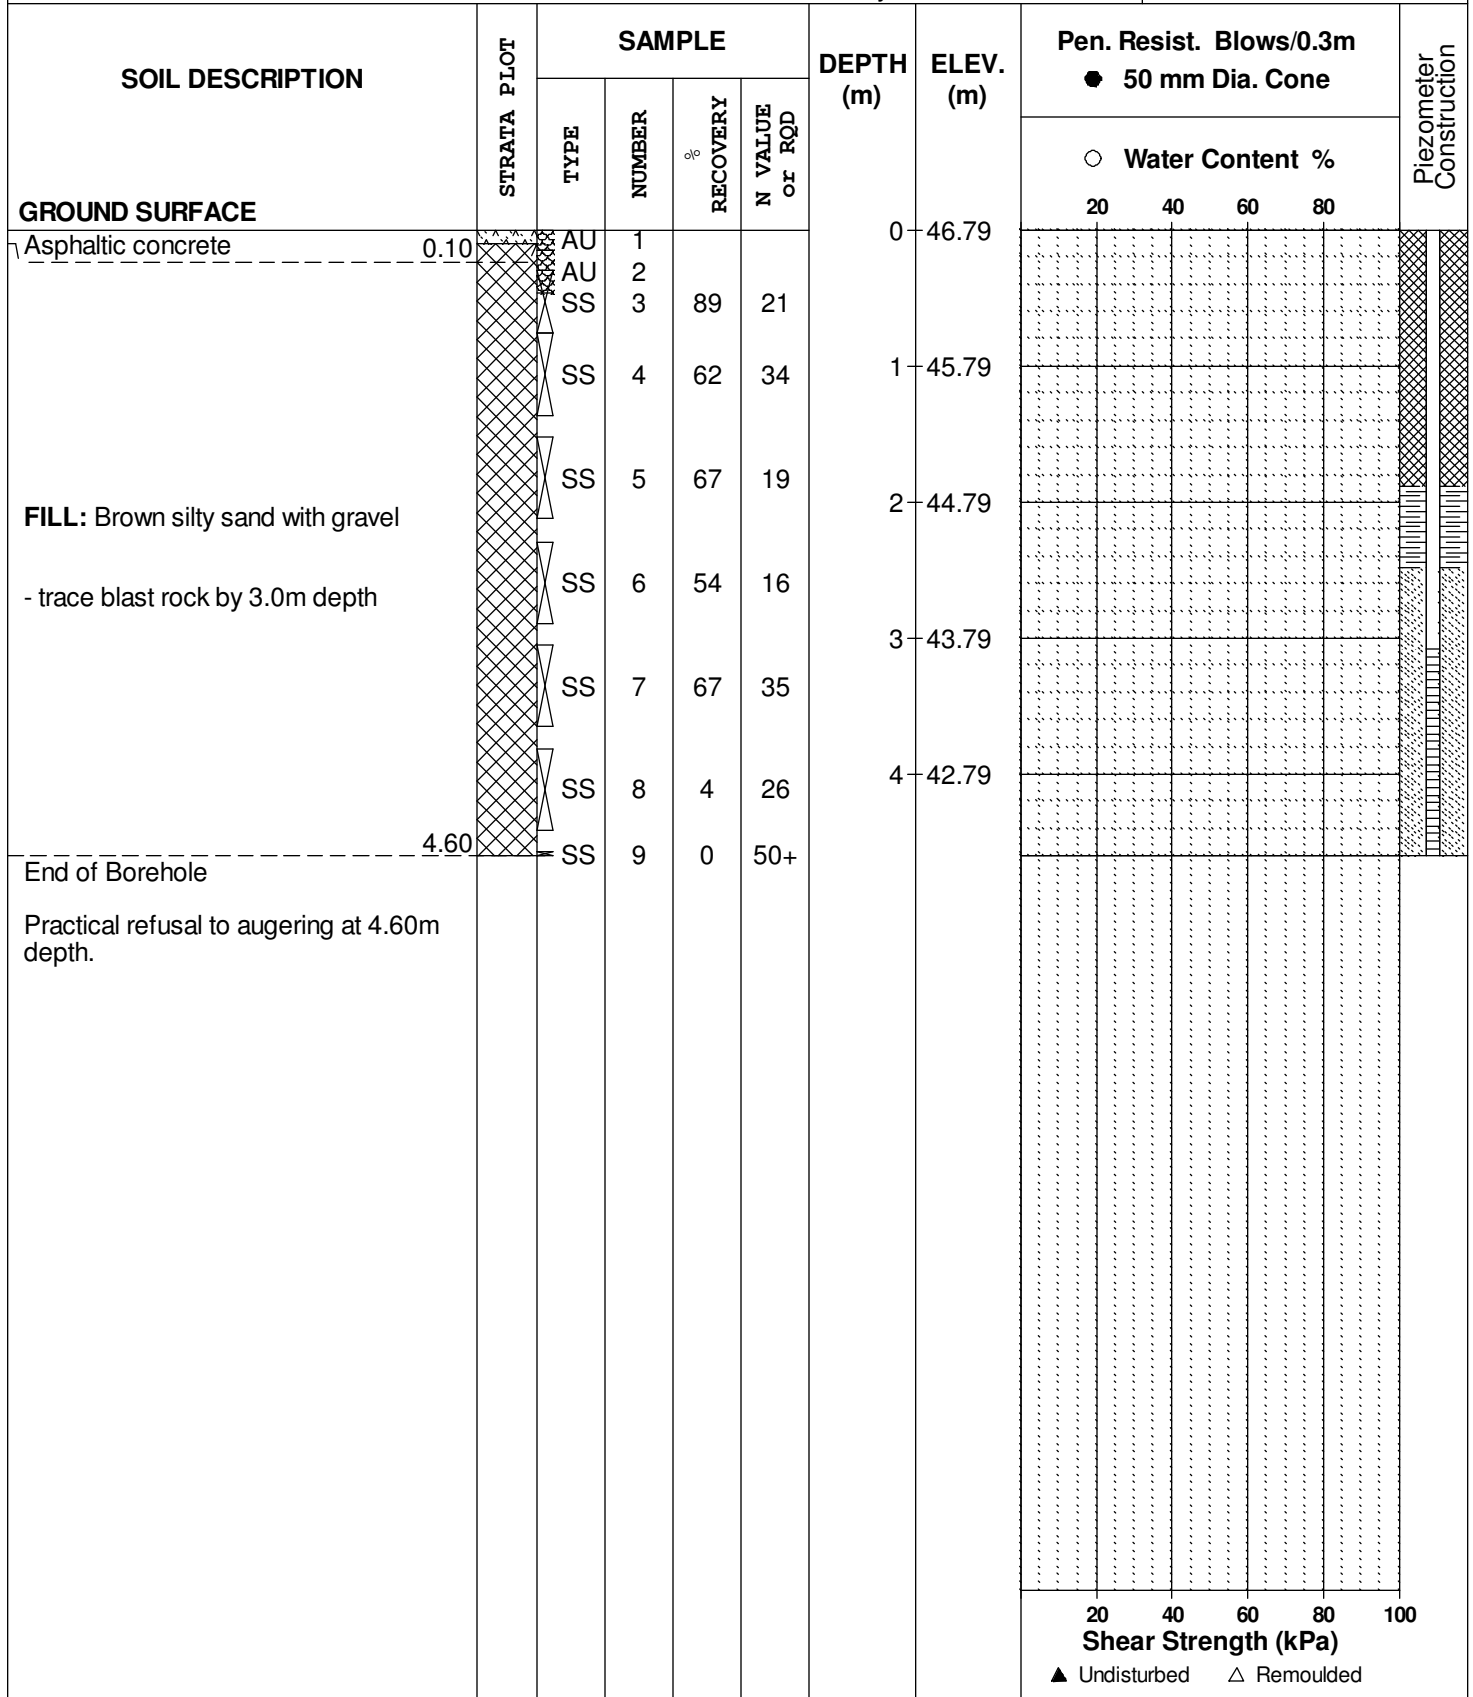 SOIL DESCRIPTION
GROUND SURFACE
STRATA PLOT
SAMPLE
TYPE
NUMBER
% RECOVERY
N VALUE or RQD
DEPTH (m)
ELEV. (m)
Pen. Resist. Blows/0.3m
● 50 mm Dia. Cone
○ Water Content %
20 40 60 80
Piezometer Construction
0 46.79
Asphaltic concrete 0.10 AU 1
AU 2
SS 3 89 21
SS 4 62 34
1 45.79
SS 5 67 19
2 44.79
FILL: Brown silty sand with gravel
SS 6 54 16
- trace blast rock by 3.0m depth
3 43.79
SS 7 67 35
4 42.79
SS 8 4 26
4.60
SS 9 0 50+
End of Borehole
Practical refusal to augering at 4.60m
depth.
20 40 60 80 100
Shear Strength (kPa)
▲ Undisturbed △ Remoulded